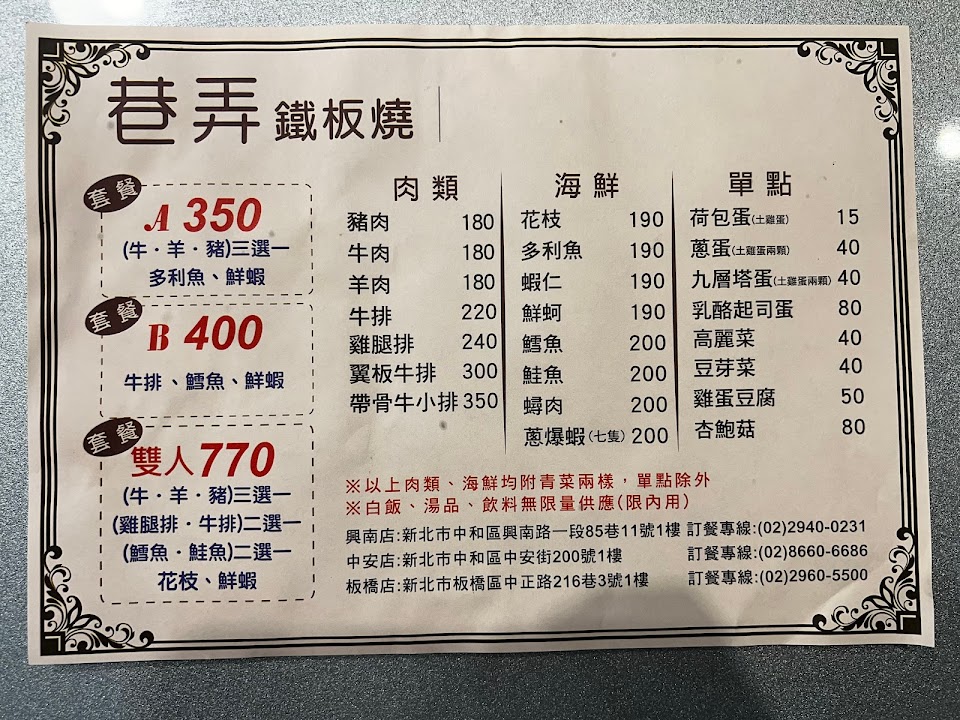 巷弄 鐵板燒
套餐
A 350
(牛·羊·豬)三選一
多利魚、鮮蝦
套餐
B 400
牛排、鱈魚、鮮蝦
套餐
雙人770
(牛·羊·豬)三選一
(雞腿排·牛排)二選一
(鱈魚·鮭魚)二選一
花枝、鮮蝦
肉類
豬肉 180
牛肉 180
羊肉 180
牛排 220
雞腿排 240
翼板牛排 300
帶骨牛小排 350
海鮮
花枝 190
多利魚 190
蝦仁 190
鮮蚵 190
鱈魚 200
鮭魚 200
蟳肉 200
蔥爆蝦(七隻) 200
單點
荷包蛋(土雞蛋) 15
蔥蛋(土雞蛋兩顆) 40
九層塔蛋(土雞蛋兩顆) 40
乳酪起司蛋 80
高麗菜 40
豆芽菜 40
雞蛋豆腐 50
杏鮑菇 80
※以上肉類、海鮮均附青菜兩樣，單點除外
※白飯、湯品、飲料無限量供應(限內用)
興南店:新北市中和區興南路一段85巷11號1樓 訂餐專線:(02)2940-0231
中安店:新北市中和區中安街200號1樓 訂餐專線:(02)8660-6686
板橋店:新北市板橋區中正路216巷3號1樓 訂餐專線:(02)2960-5500